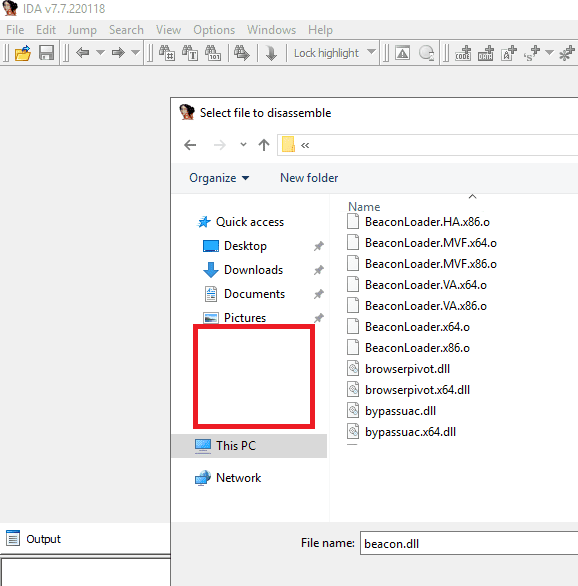 IDA v7.7.220118
File Edit Jump Search View Options Windows Help
Lock highlight
Select file to disassemble
«
Organize New folder
Name
Quick access
Desktop
Downloads
Documents
Pictures
This PC
Network
BeaconLoader.HA.x86.o
BeaconLoader.MVF.x64.o
BeaconLoader.MVF.x86.o
BeaconLoader.VA.x64.o
BeaconLoader.VA.x86.o
BeaconLoader.x64.o
BeaconLoader.x86.o
browserpivot.dll
browserpivot.x64.dll
bypassuac.dll
bypassuac.x64.dll
File name: beacon.dll
Output